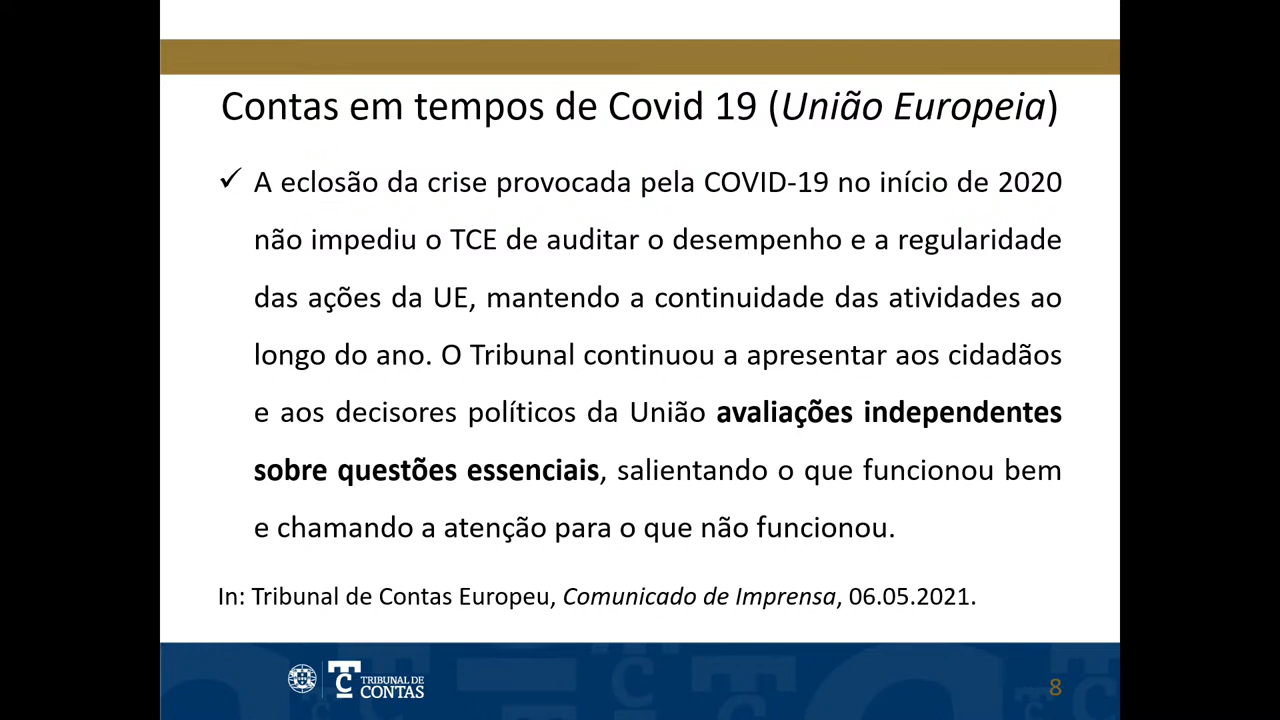 Contas em tempos de Covid 19 (União Europeia)
✓ A eclosão da crise provocada pela COVID-19 no início de 2020
não impediu o TCE de auditar o desempenho e a regularidade
das ações da UE, mantendo a continuidade das atividades ao
longo do ano. O Tribunal continuou a apresentar aos cidadãos
e aos decisores políticos da União avaliações independentes
sobre questões essenciais, salientando o que funcionou bem
e chamando a atenção para o que não funcionou.
In: Tribunal de Contas Europeu, Comunicado de Imprensa, 06.05.2021.
TC
TRIBUNAL DE
CONTAS
8